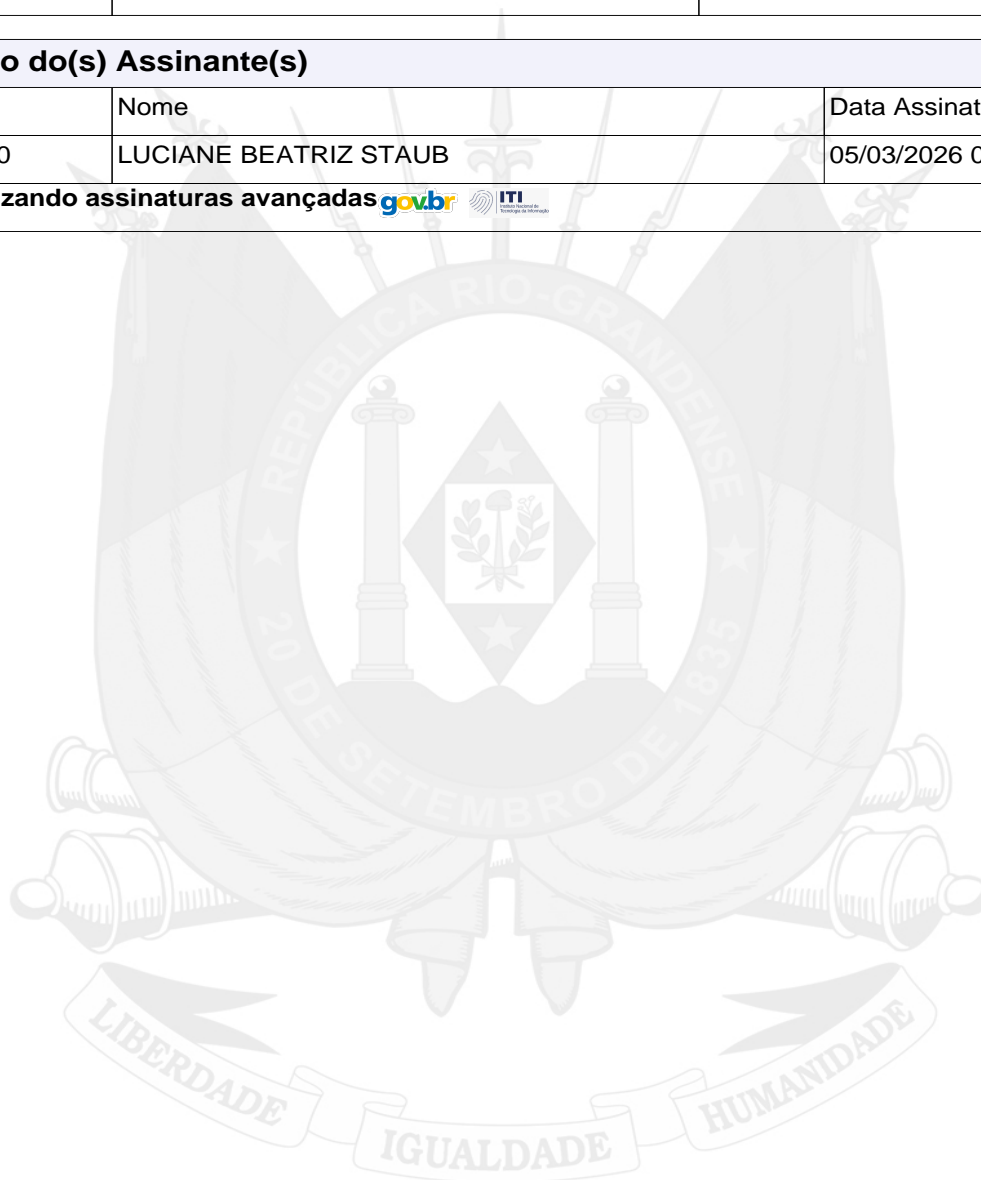 o do(s) Assinante(s)
Nome Data Assinat
0 LUCIANE BEATRIZ STAUB 05/03/2026 0
zando assinaturas avançadas gov.br ITI
REPÚBLICA RIO-GRANDENSE
20 DE SETEMBRO DE 1835
LIBERDADE IGUALDADE HUMANIDADE